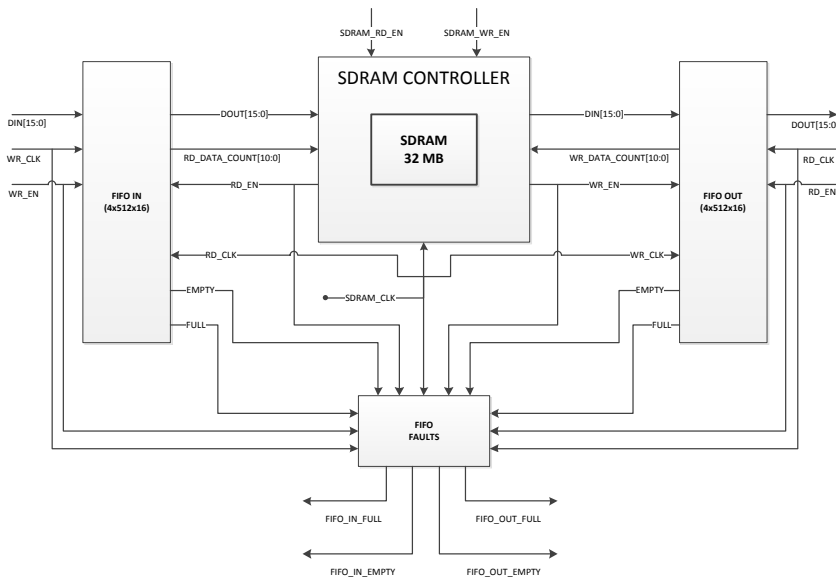 SDRAM_RD_EN
SDRAM_WR_EN
SDRAM CONTROLLER
SDRAM
32 MB
DIN[15:0]
DOUT[15:0]
DIN[15:0]
DOUT[15:0]
WR_CLK
RD_DATA_COUNT[10:0]
WR_DATA_COUNT[10:0]
RD_CLK
WR_EN
RD_EN
WR_EN
RD_EN
FIFO IN
(4x512x16)
FIFO OUT
(4x512x16)
RD_CLK
WR_CLK
EMPTY
SDRAM_CLK
EMPTY
FULL
FULL
FIFO
FAULTS
FIFO_IN_FULL
FIFO_OUT_FULL
FIFO_IN_EMPTY
FIFO_OUT_EMPTY